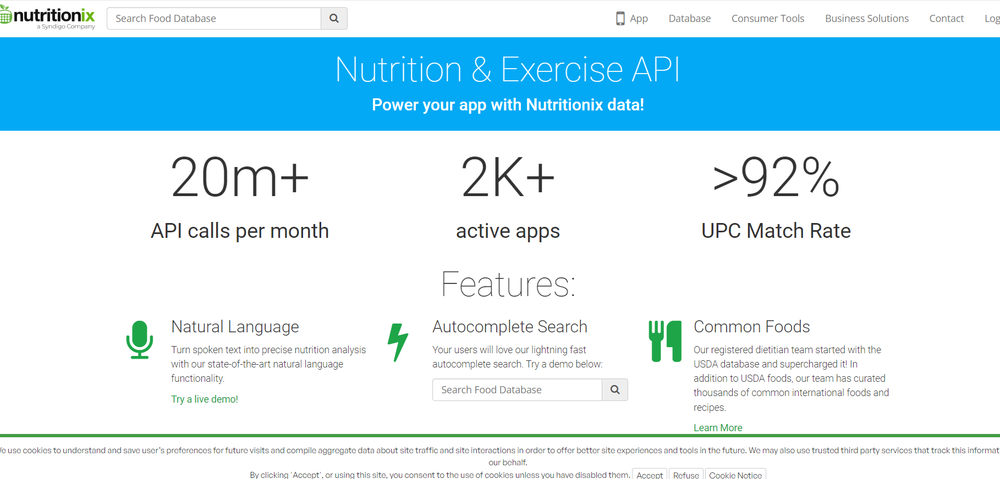 nutritionix
a Syndigo Company
Search Food Database
App
Database
Consumer Tools
Business Solutions
Contact
Nutrition & Exercise API
Power your app with Nutritionix data!
20m+
API calls per month
2K+
active apps
>92%
UPC Match Rate
Features:
Natural Language
Turn spoken text into precise nutrition analysis
with our state-of-the-art natural language
functionality.
Try a live demo!
Autocomplete Search
Your users will love our lightning fast
autocomplete search. Try a demo below:
Search Food Database
Common Foods
Our registered dietitian team started with the
USDA database and supercharged it! In
addition to USDA foods, our team has curated
thousands of common international foods and
recipes.
Learn More
use cookies to understand and save user's preferences for future visits and compile aggregate data about site traffic and site interactions in order to offer better site experiences and tools in the future. We may also use trusted third party services that track this
our behalf.
By clicking 'Accept', or using this site, you consent to the use of cookies unless you have disabled them. Accept Refuse Cookie Notice